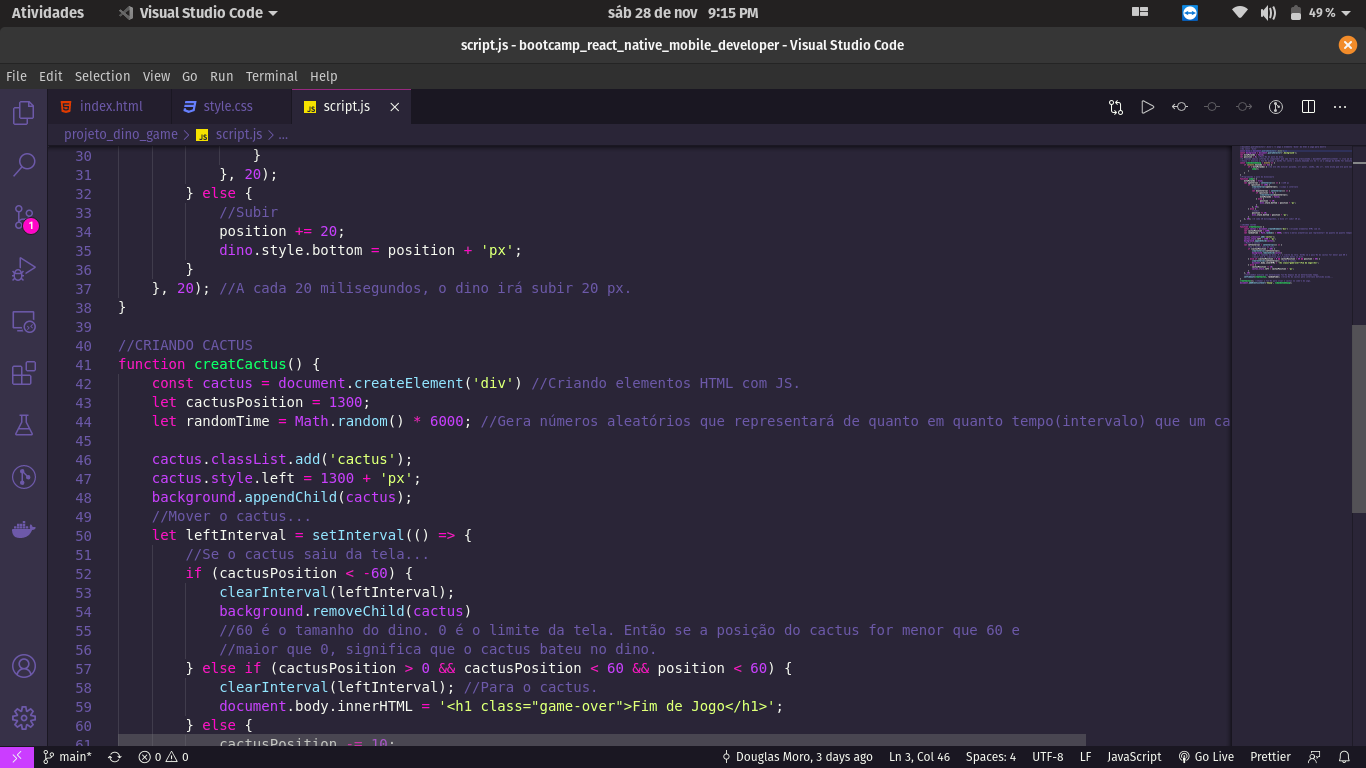 Atividades Visual Studio Code sáb 28 de nov 9:15 PM 49 %
script.js - bootcamp_react_native_mobile_developer - Visual Studio Code
File Edit Selection View Go Run Terminal Help
index.html style.css JS script.js
projeto_dino_game > JS script.js > ...
30 }
31 }, 20);
32 } else {
33 //Subir
34 position += 20;
35 dino.style.bottom = position + 'px';
36 }
37 }, 20); //A cada 20 milisegundos, o dino irá subir 20 px.
38 }
39
40 //CRIANDO CACTUS
41 function creatCactus() {
42 const cactus = document.createElement('div') //Criando elementos HTML com JS.
43 let cactusPosition = 1300;
44 let randomTime = Math.random() * 6000; //Gera números aleatórios que representará de quanto em quanto tempo(intervalo) que um ca
45
46 cactus.classList.add('cactus');
47 cactus.style.left = 1300 + 'px';
48 background.appendChild(cactus);
49 //Mover o cactus...
50 let leftInterval = setInterval(() => {
51 //Se o cactus saiu da tela...
52 if (cactusPosition < -60) {
53 clearInterval(leftInterval);
54 background.removeChild(cactus)
55 //60 é o tamanho do dino. 0 é o limite da tela. Então se a posição do cactus for menor que 60 e
56 //maior que 0, significa que o cactus bateu no dino.
57 } else if (cactusPosition > 0 && cactusPosition < 60 && position < 60) {
58 clearInterval(leftInterval); //Para o cactus.
59 document.body.innerHTML = '<h1 class="game-over">Fim de Jogo</h1>';
60 } else {
61 cactusPosition -= 10;
1
main* 0 0 Douglas Moro, 3 days ago Ln 3, Col 46 Spaces: 4 UTF-8 LF JavaScript Go Live Prettier